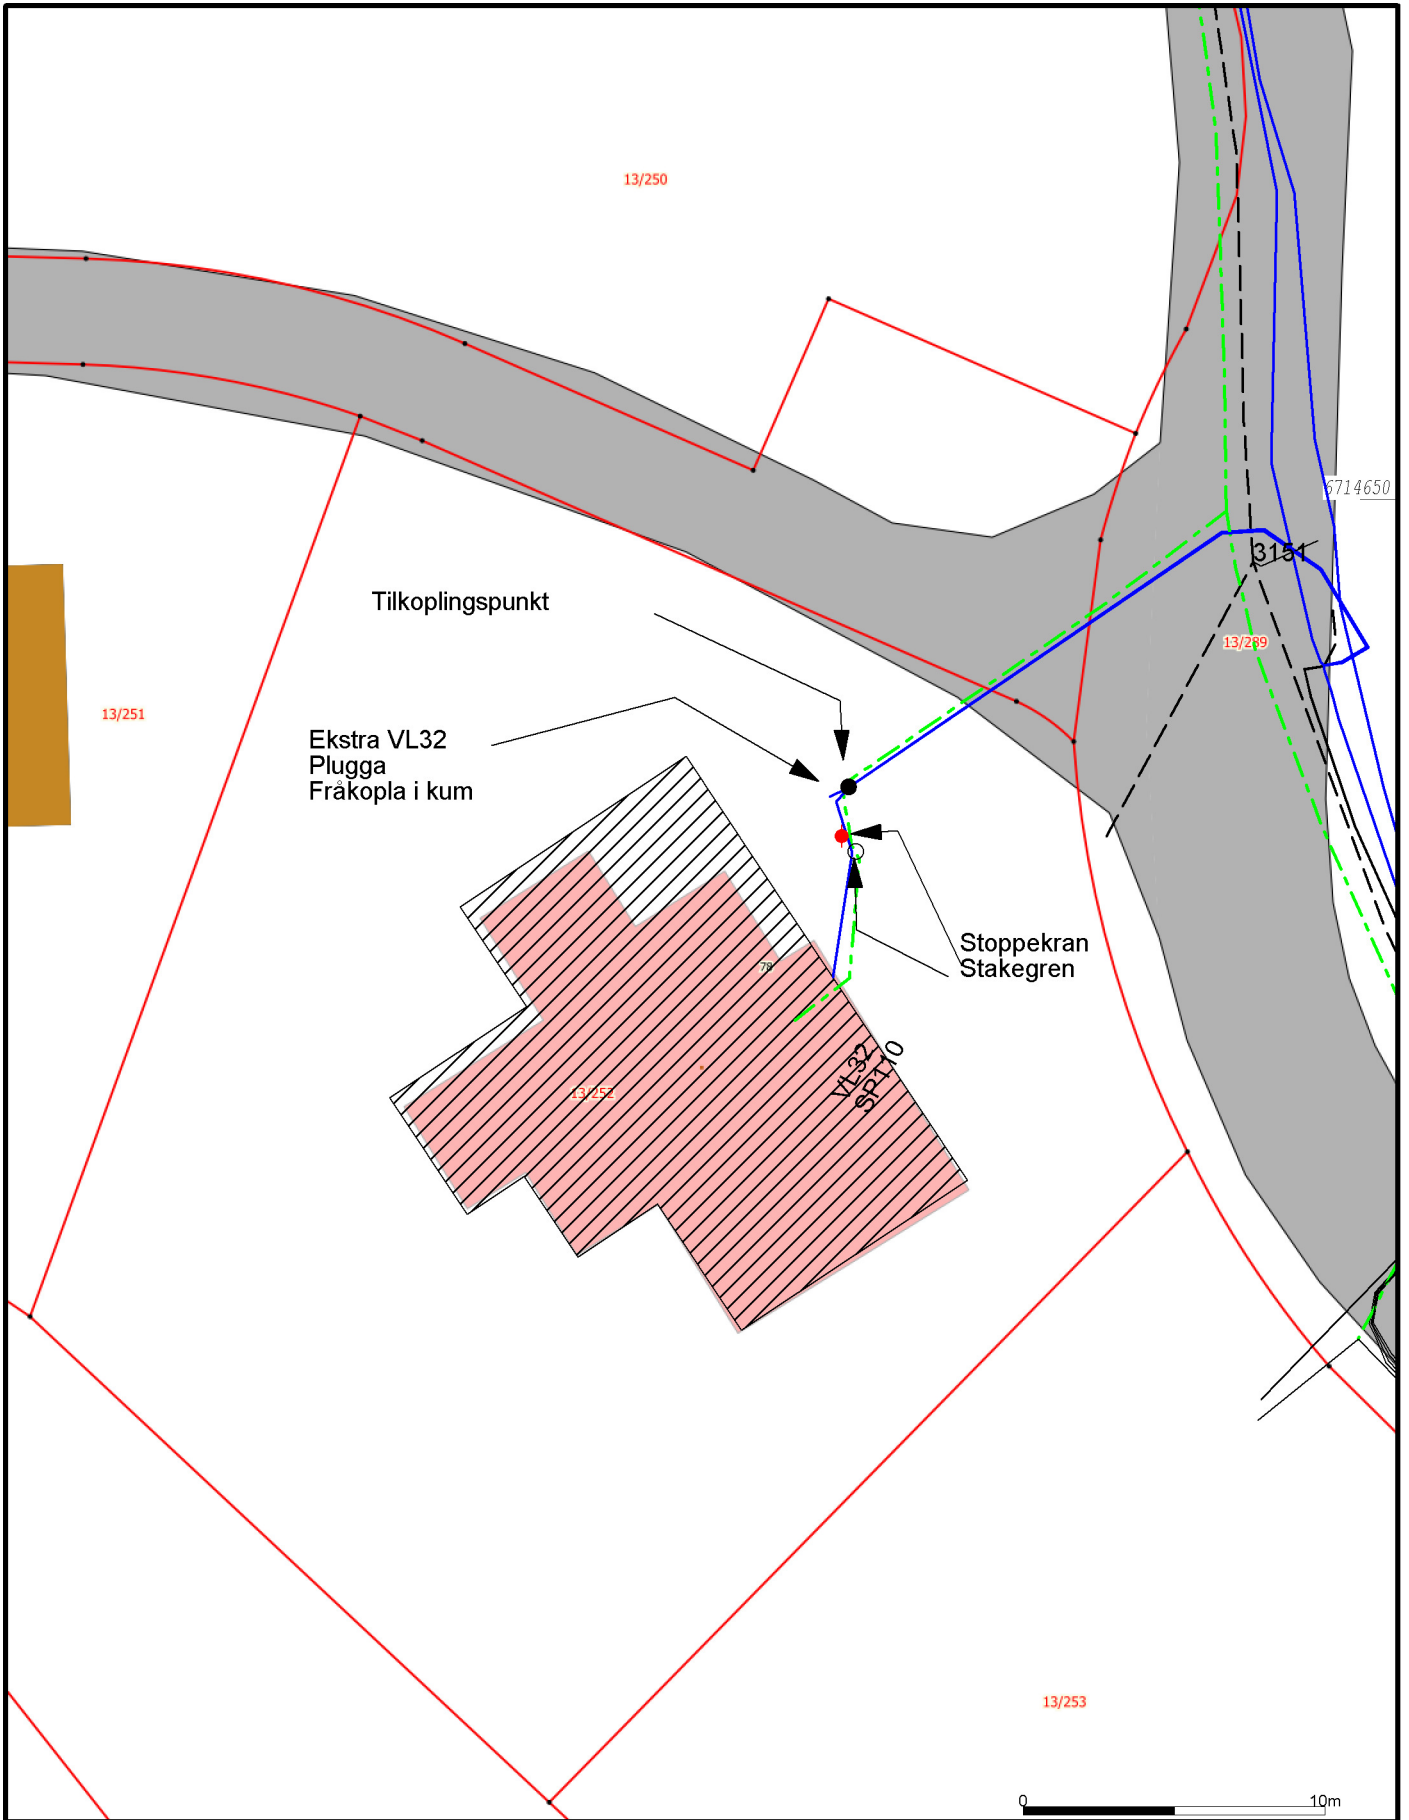 13/250
6714650
3151
Tilkoplingspunkt
13/289
13/251
Ekstra VL32
Plugga
Fråkopla i kum
Stoppekran
Stakegren
78
VL32
SP110
13/252
13/253
0 10m